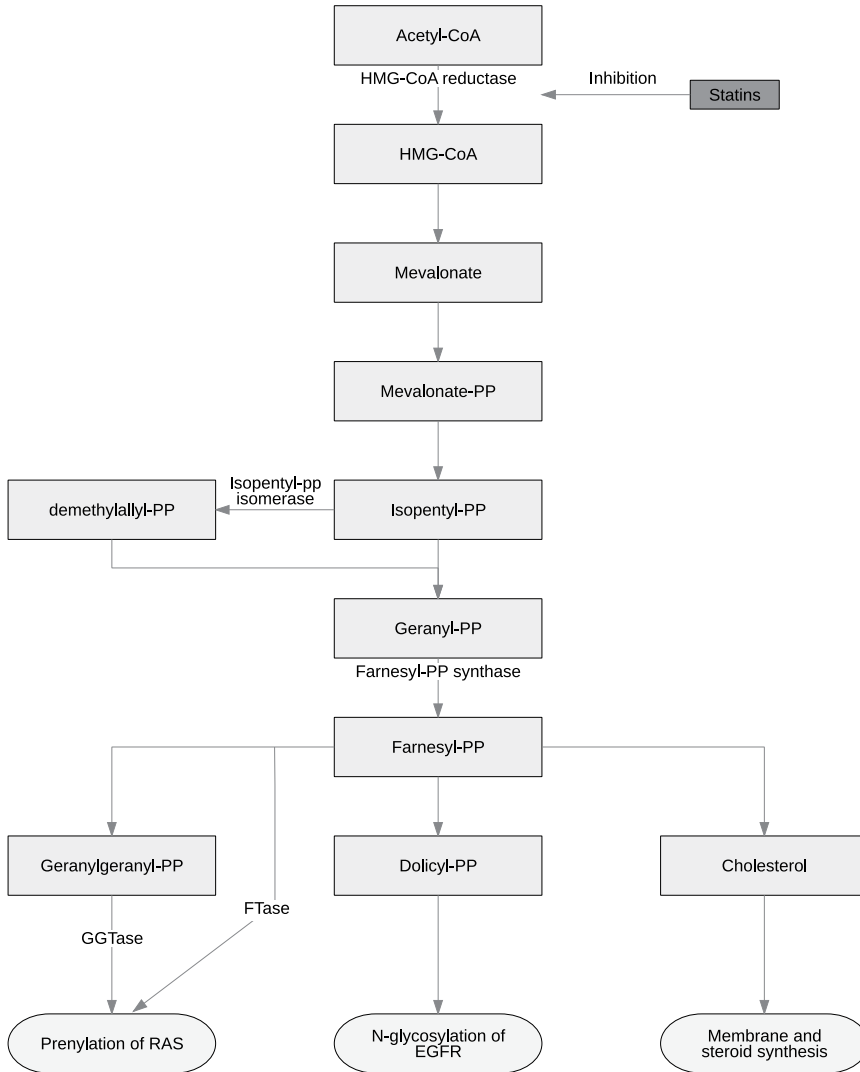 Acetyl-CoA
HMG-CoA reductase
Inhibition
Statins
HMG-CoA
Mevalonate
Mevalonate-PP
Isopentyl-pp
isomerase
demethylallyl-PP
Isopentyl-PP
Geranyl-PP
Farnesyl-PP synthase
Farnesyl-PP
Geranylgeranyl-PP
Dolicyl-PP
Cholesterol
FTase
GGTase
Prenylation of RAS
N-glycosylation of
EGFR
Membrane and
steroid synthesis